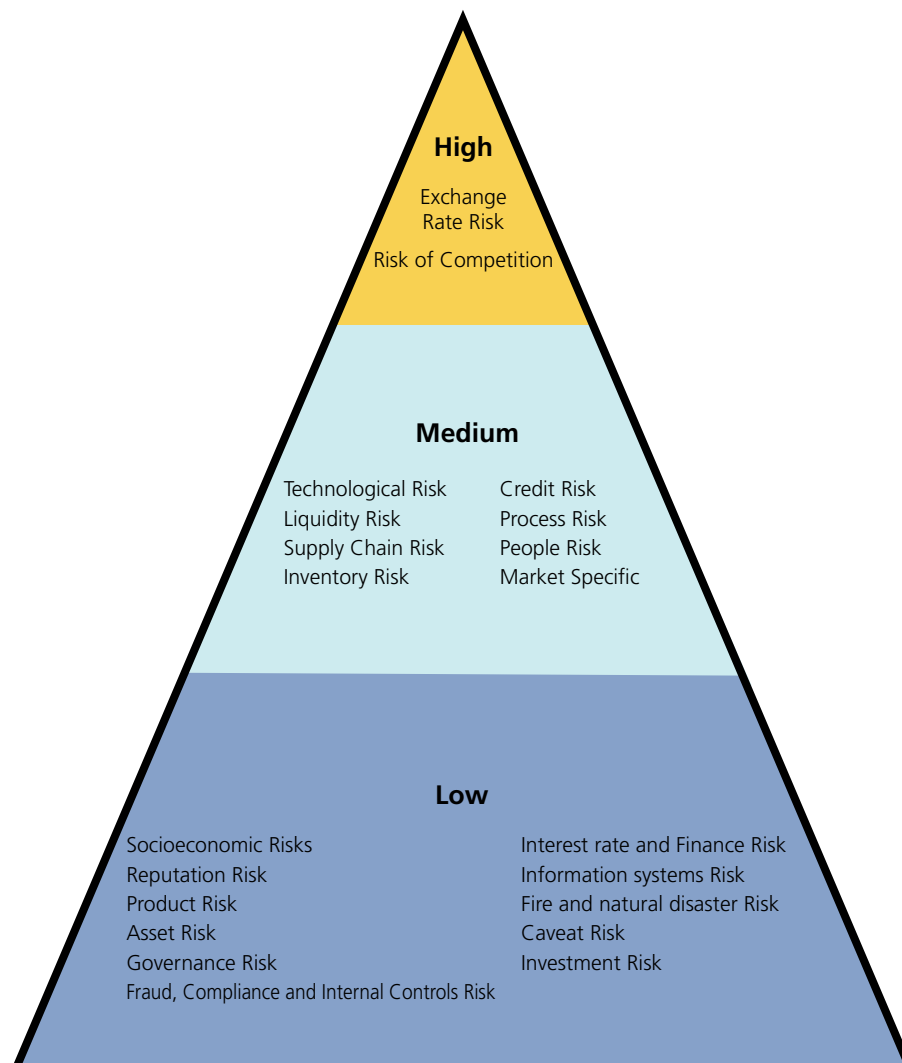 High
Exchange
Rate Risk
Risk of Competition
Medium
Technological Risk
Liquidity Risk
Supply Chain Risk
Inventory Risk
Credit Risk
Process Risk
People Risk
Market Specific
Low
Socioeconomic Risks
Reputation Risk
Product Risk
Asset Risk
Governance Risk
Fraud, Compliance and Internal Controls Risk
Interest rate and Finance Risk
Information systems Risk
Fire and natural disaster Risk
Caveat Risk
Investment Risk